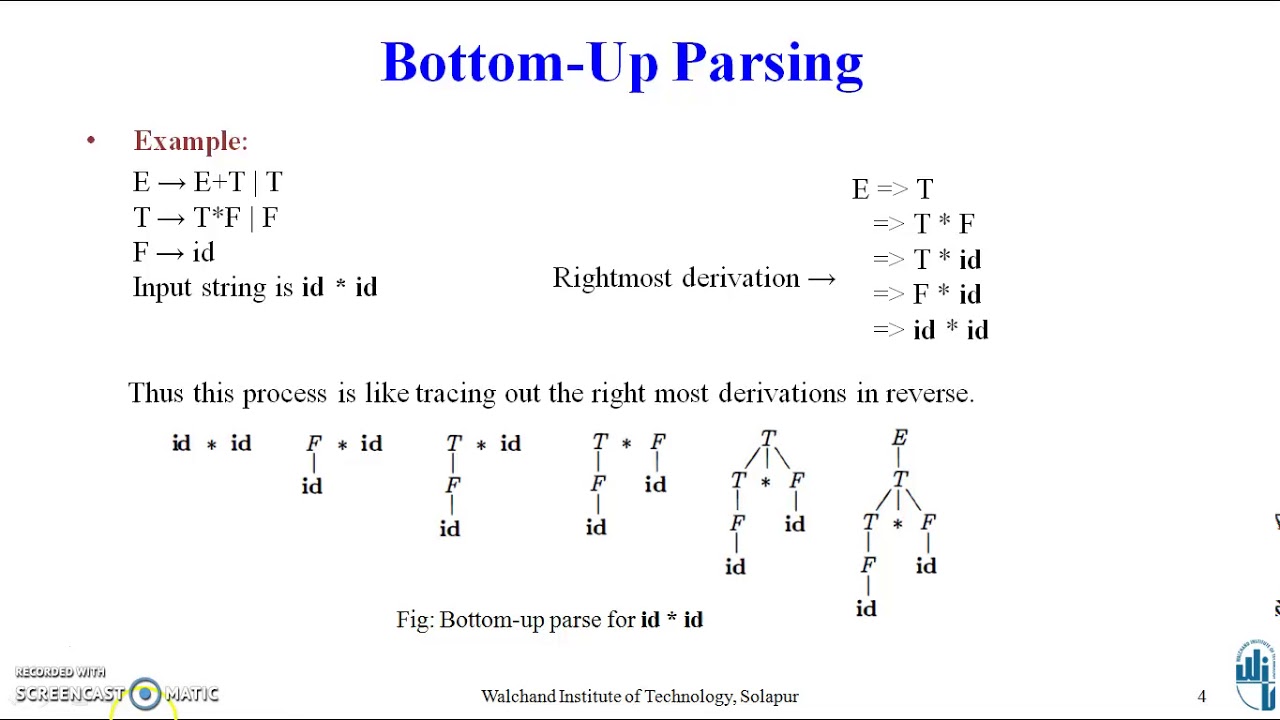 Bottom-Up Parsing
• Example:
E → E+T | T
T → T*F | F
F → id
Input string is id * id
Rightmost derivation →
E => T
=> T * F
=> T * id
=> F * id
=> id * id
Thus this process is like tracing out the right most derivations in reverse.
id * id
F * id
id
T * id
F
id
T * F
F id
id
T
T * F
F id
id
E
T
T * F
F id
id
Fig: Bottom-up parse for id * id
RECORDED WITH
SCREENCAST MATIC
Walchand Institute of Technology, Solapur
4